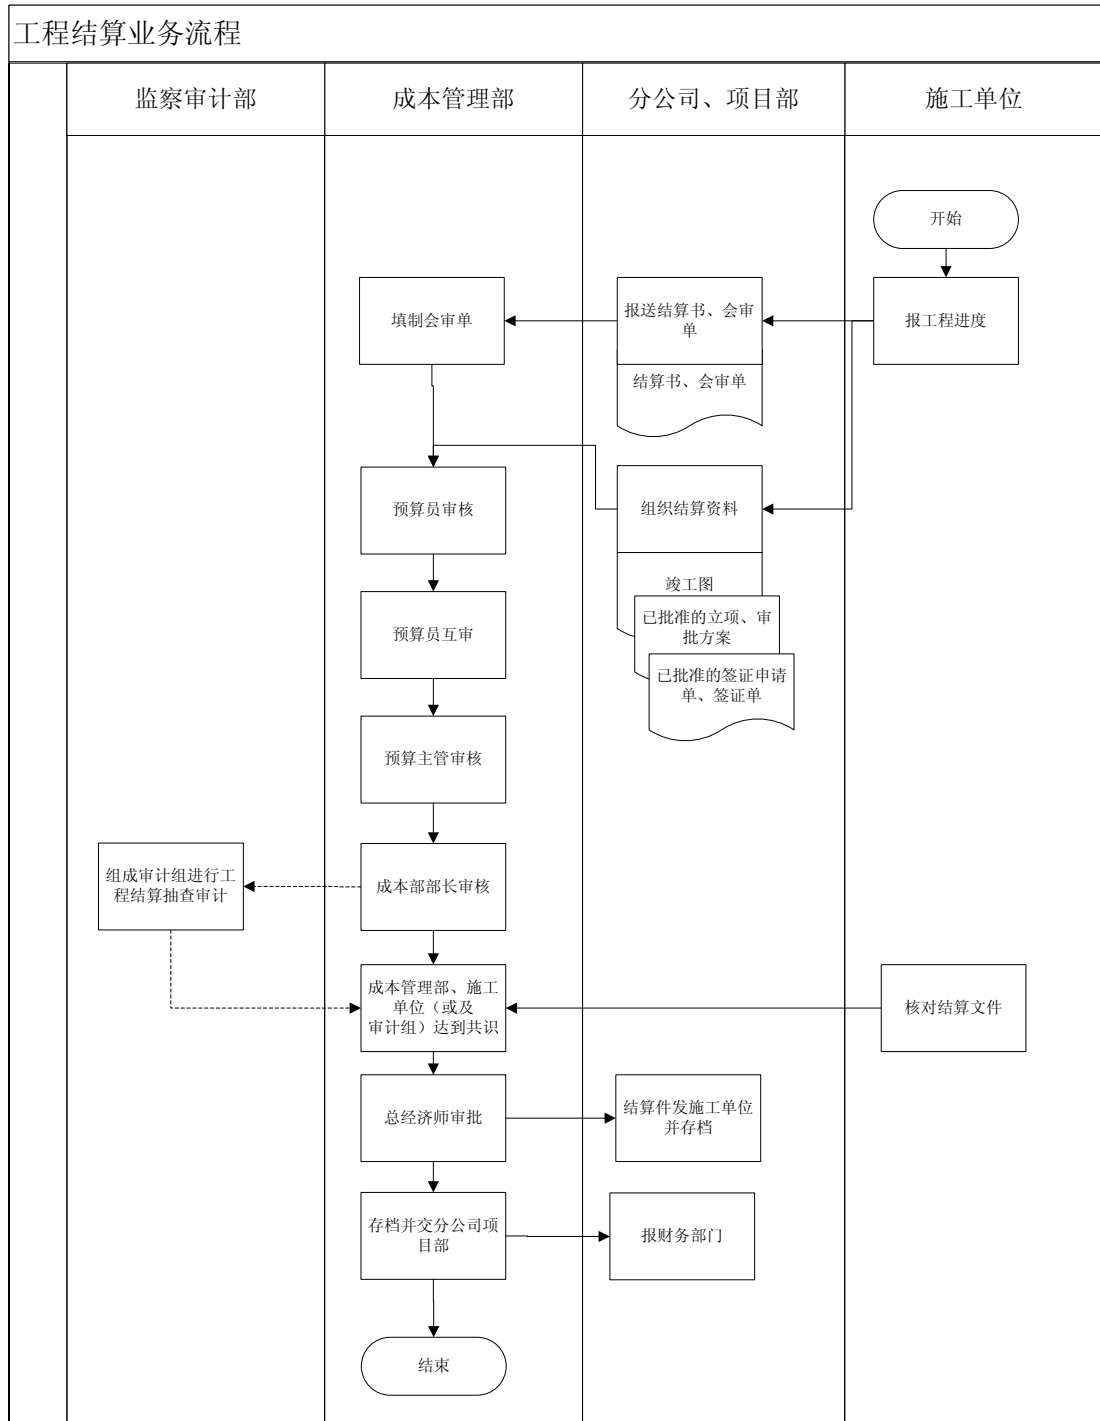 工程结算业务流程
监察审计部
成本管理部
分公司、项目部
施工单位
开始
填制会审单
报送结算书、会审
单
报工程进度
结算书、会审单
预算员审核
组织结算资料
竣工图
已批准的立项、审
批方案
预算员互审
已批准的签证申请
单、签证单
预算主管审核
组成审计组进行工
程结算抽查审计
成本部部长审核
成本管理部、施工
单位（或及
审计组）达到共识
核对结算文件
总经济师审批
结算件发施工单位
并存档
存档并交分公司项
目部
报财务部门
结束